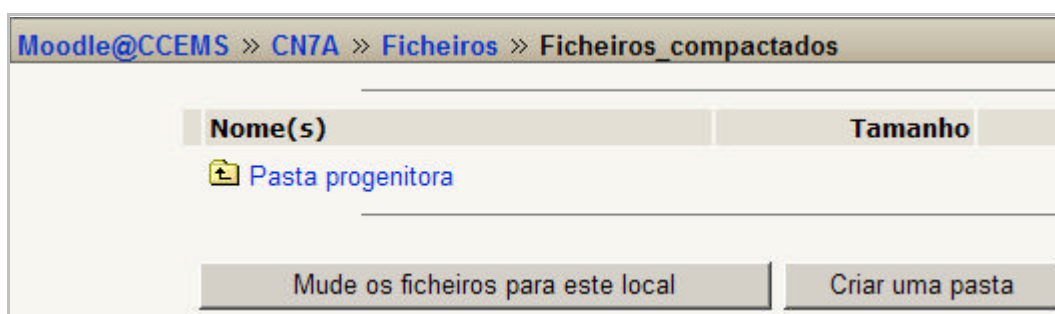 Moodle@CCEMS » CN7A » Ficheiros » Ficheiros_compactados
Nome(s) Tamanho
Pasta progenitora
Mude os ficheiros para este local Criar uma pasta